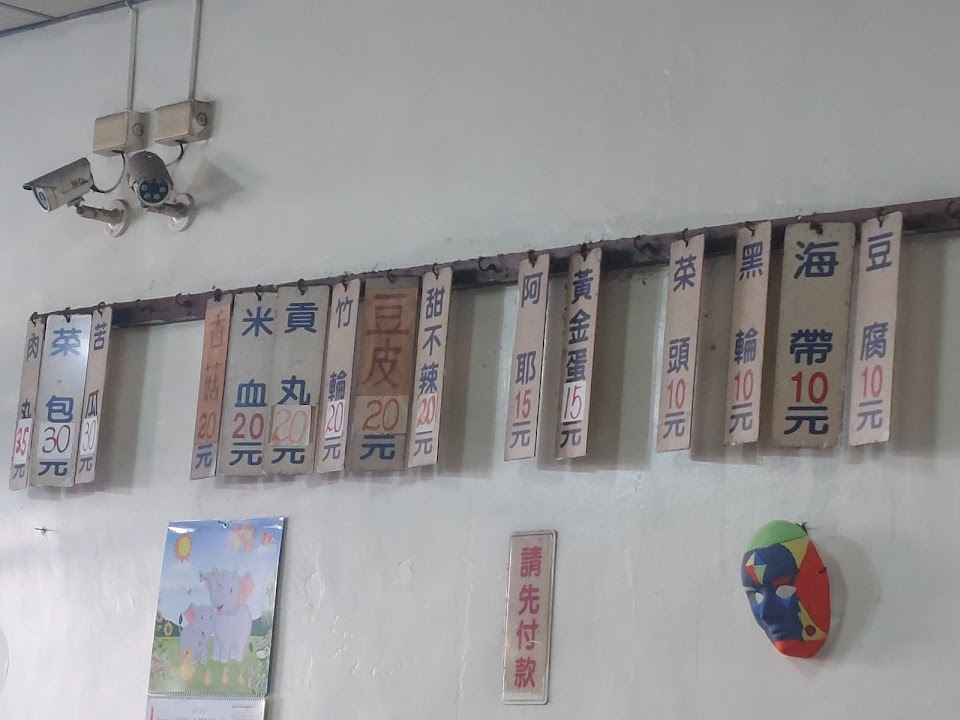 肉丸35
菜包30元
苦瓜30元
香菇20元
米血20元
貢丸20元
竹輪20元
豆皮20元
甜不辣20元
阿耶15元
黃金蛋15元
菜頭10元
黑輪10元
海帶10元
豆腐10元
請先付款